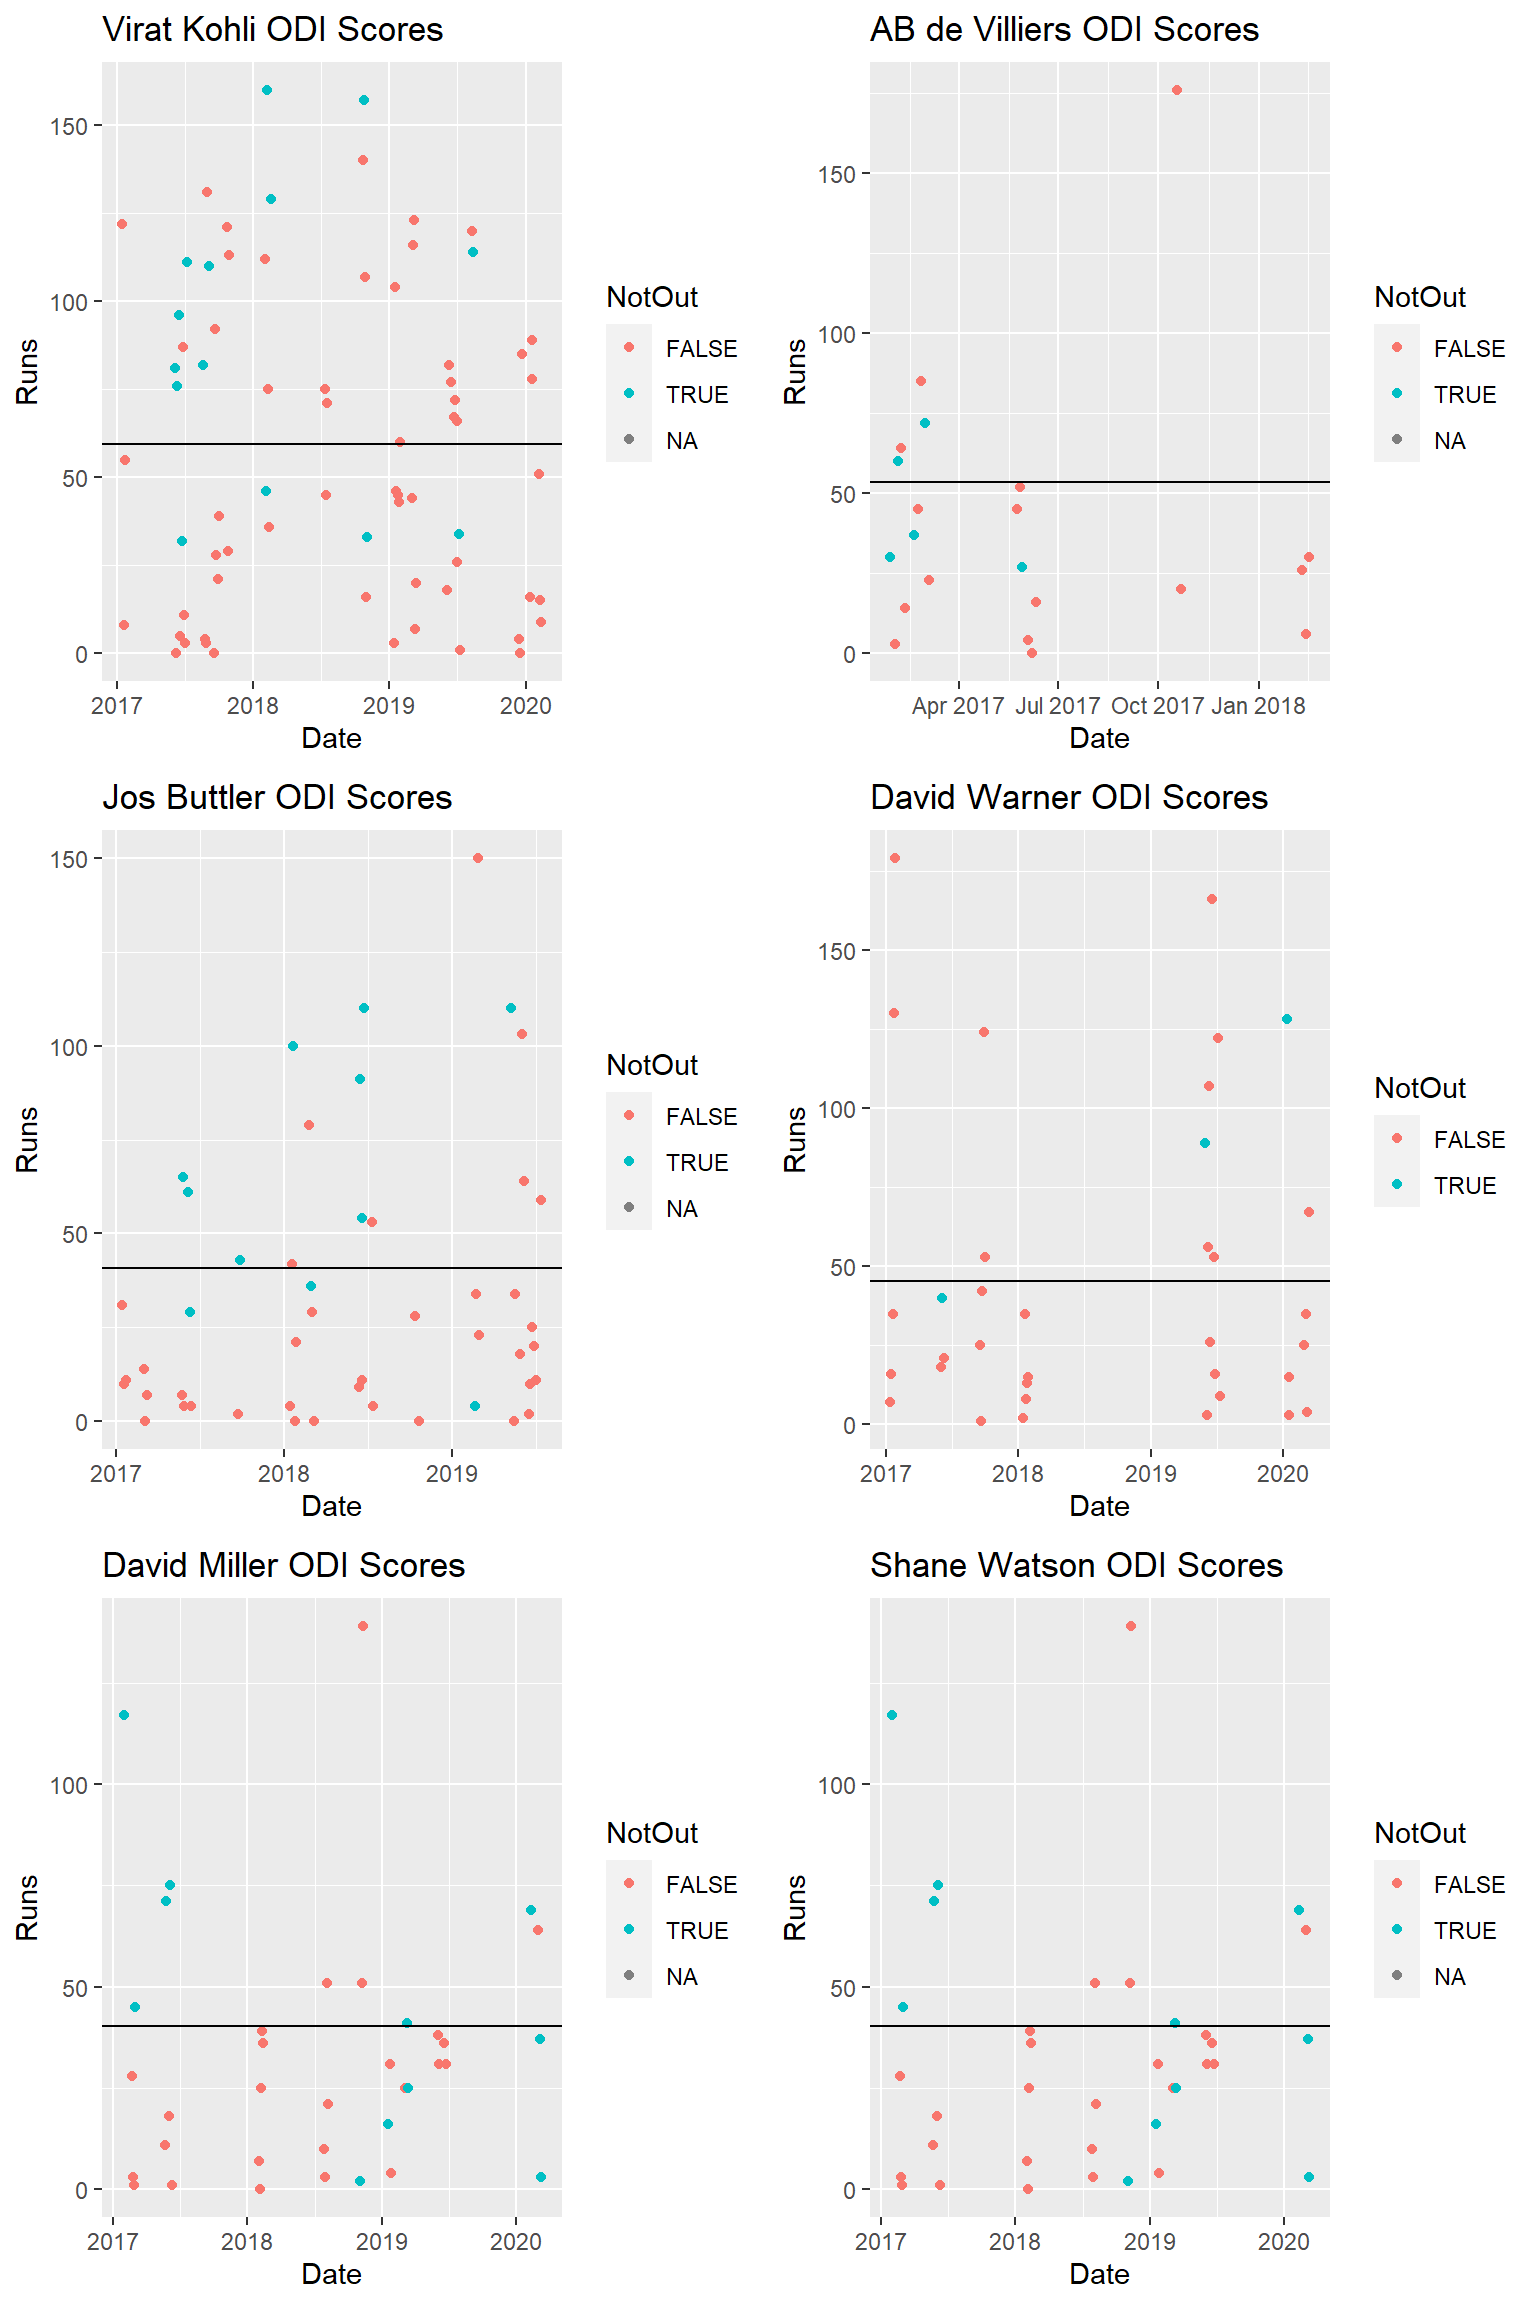 Virat Kohli ODI Scores
Runs
150
100
50
0
2017 2018 2019 2020
Date
NotOut
FALSE
TRUE
NA
AB de Villiers ODI Scores
Runs
150
100
50
0
Apr 2017 Jul 2017 Oct 2017 Jan 2018
Date
NotOut
FALSE
TRUE
NA
Jos Buttler ODI Scores
Runs
150
100
50
0
2017 2018 2019
Date
NotOut
FALSE
TRUE
NA
David Warner ODI Scores
Runs
150
100
50
0
2017 2018 2019 2020
Date
NotOut
FALSE
TRUE
David Miller ODI Scores
Runs
100
50
0
2017 2018 2019 2020
Date
NotOut
FALSE
TRUE
NA
Shane Watson ODI Scores
Runs
100
50
0
2017 2018 2019 2020
Date
NotOut
FALSE
TRUE
NA